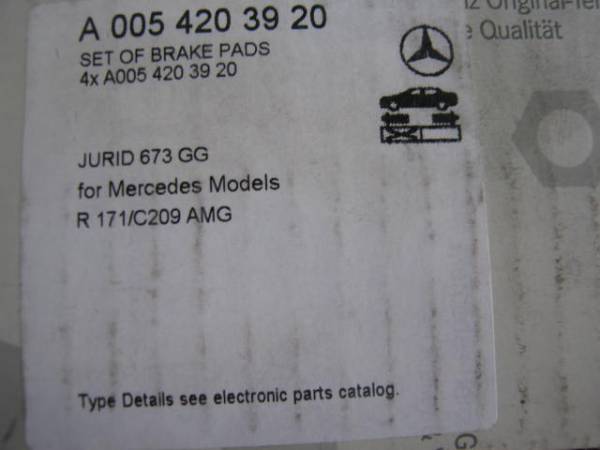 A 005 420 39 20
SET OF BRAKE PADS
4x A005 420 39 20
JURID 673 GG
for Mercedes Models
R 171/C209 AMG
Type Details see electronic parts catalog.
Qualität
G